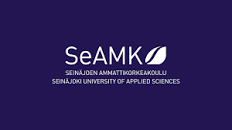 SeAMK
SEINÄJOEN AMMATTIKORKEAKOULU
SEINÄJOKI UNIVERSITY OF APPLIED SCIENCES